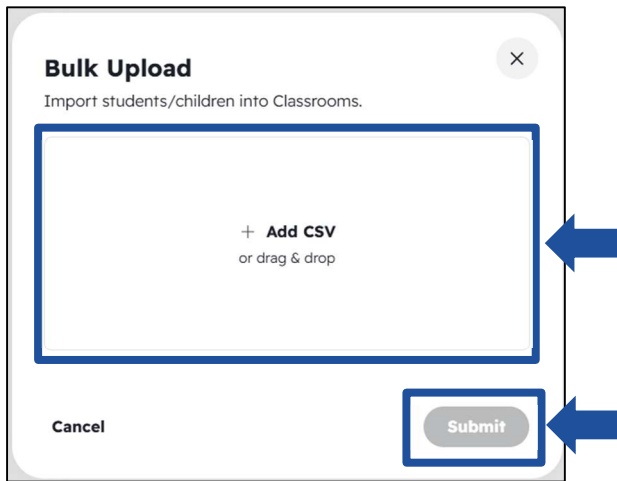 Bulk Upload
Import students/children into Classrooms.
+ Add CSV
or drag & drop
Cancel
Submit